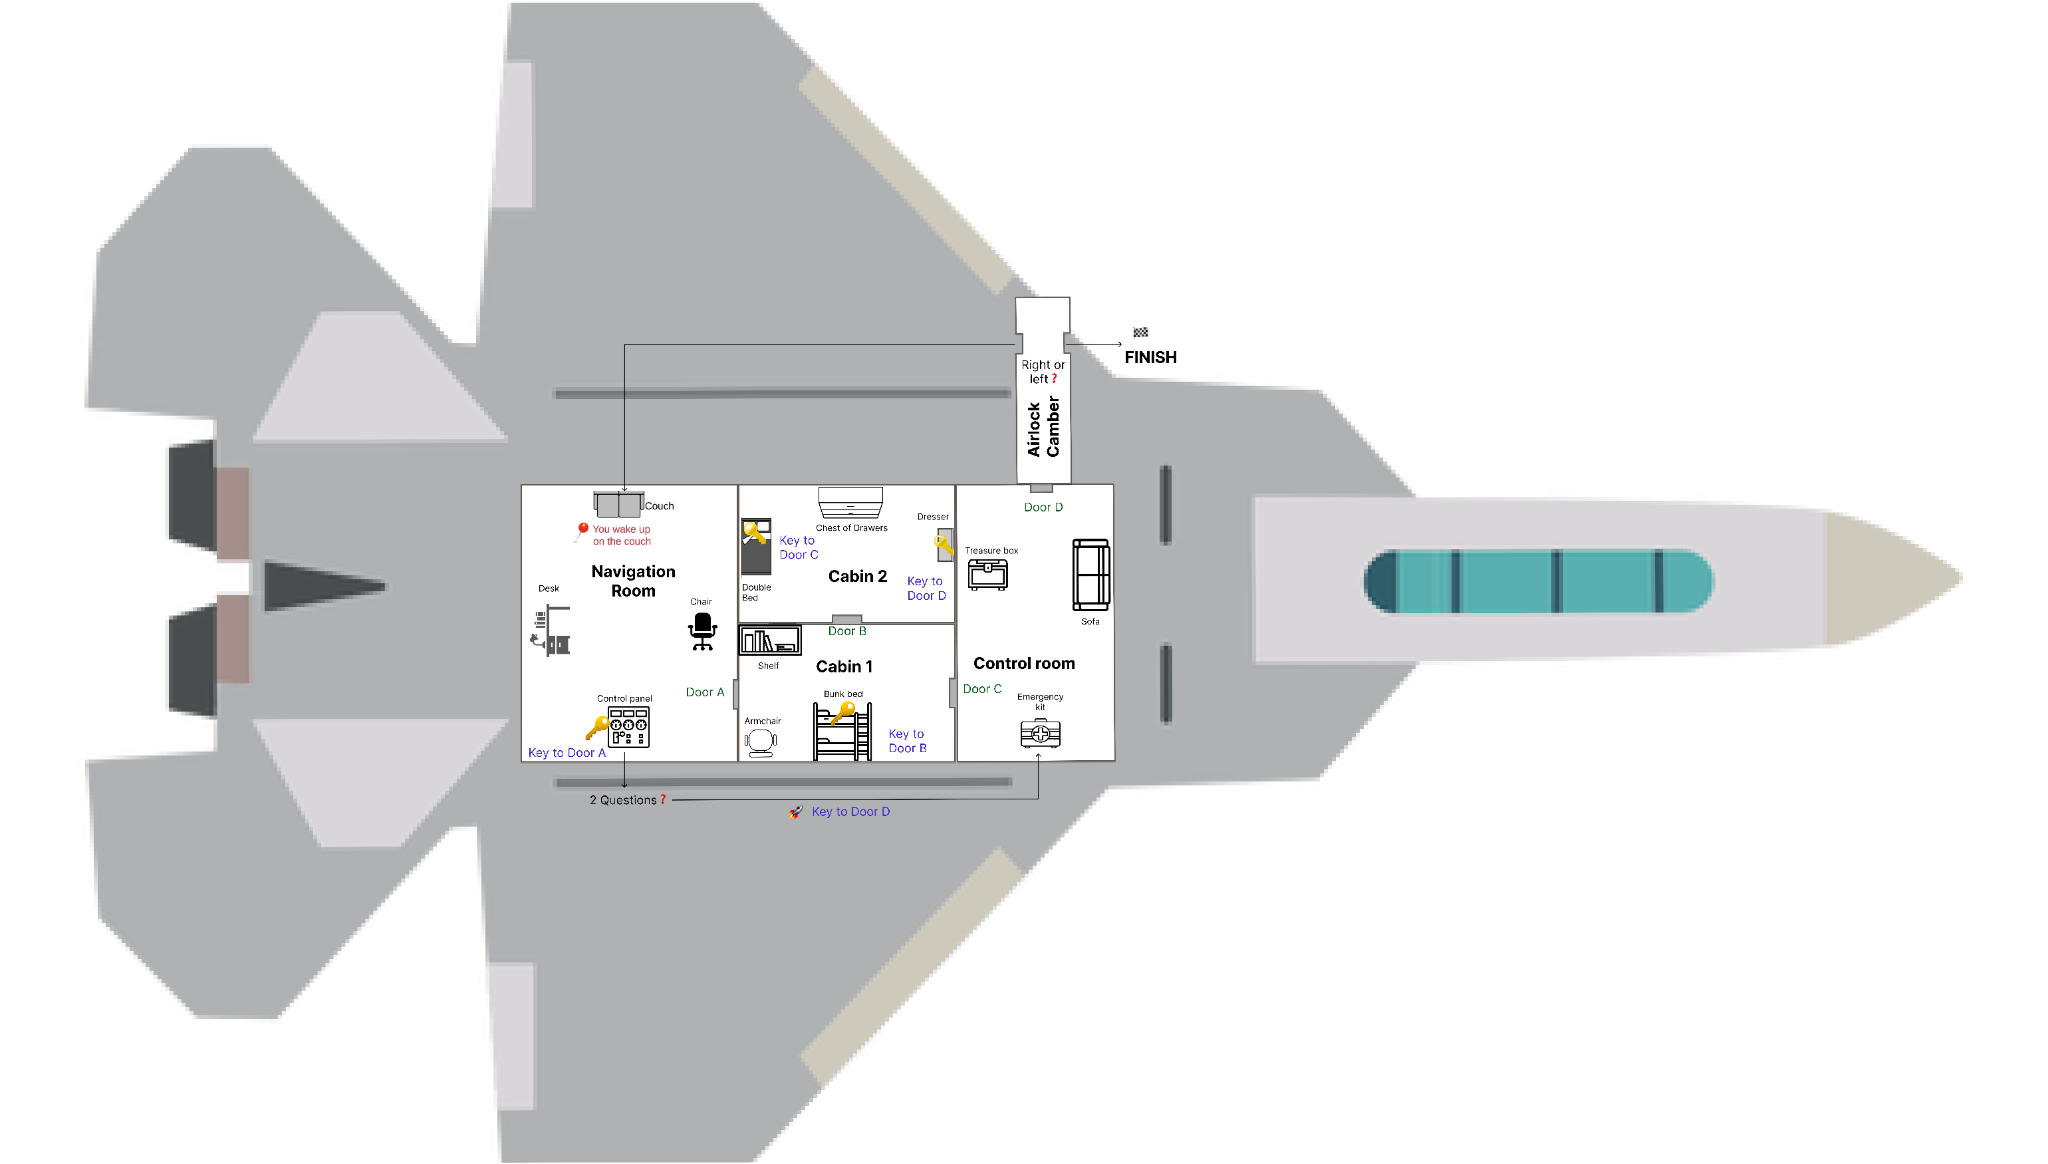 FINISH
Right or
left ?
Airlock
Camber
Couch
You wake up
on the couch
Navigation
Room
Desk
Chair
Door A
Control panel
Key to Door A
2 Questions ?
Key to Door D
Chest of Drawers
Dresser
Key to
Door C
Cabin 2
Double
Bed
Key to
Door D
Door B
Shelf
Cabin 1
Bunk bed
Armchair
Key to
Door B
Door D
Treasure box
Sofa
Control room
Door C
Emergency
kit